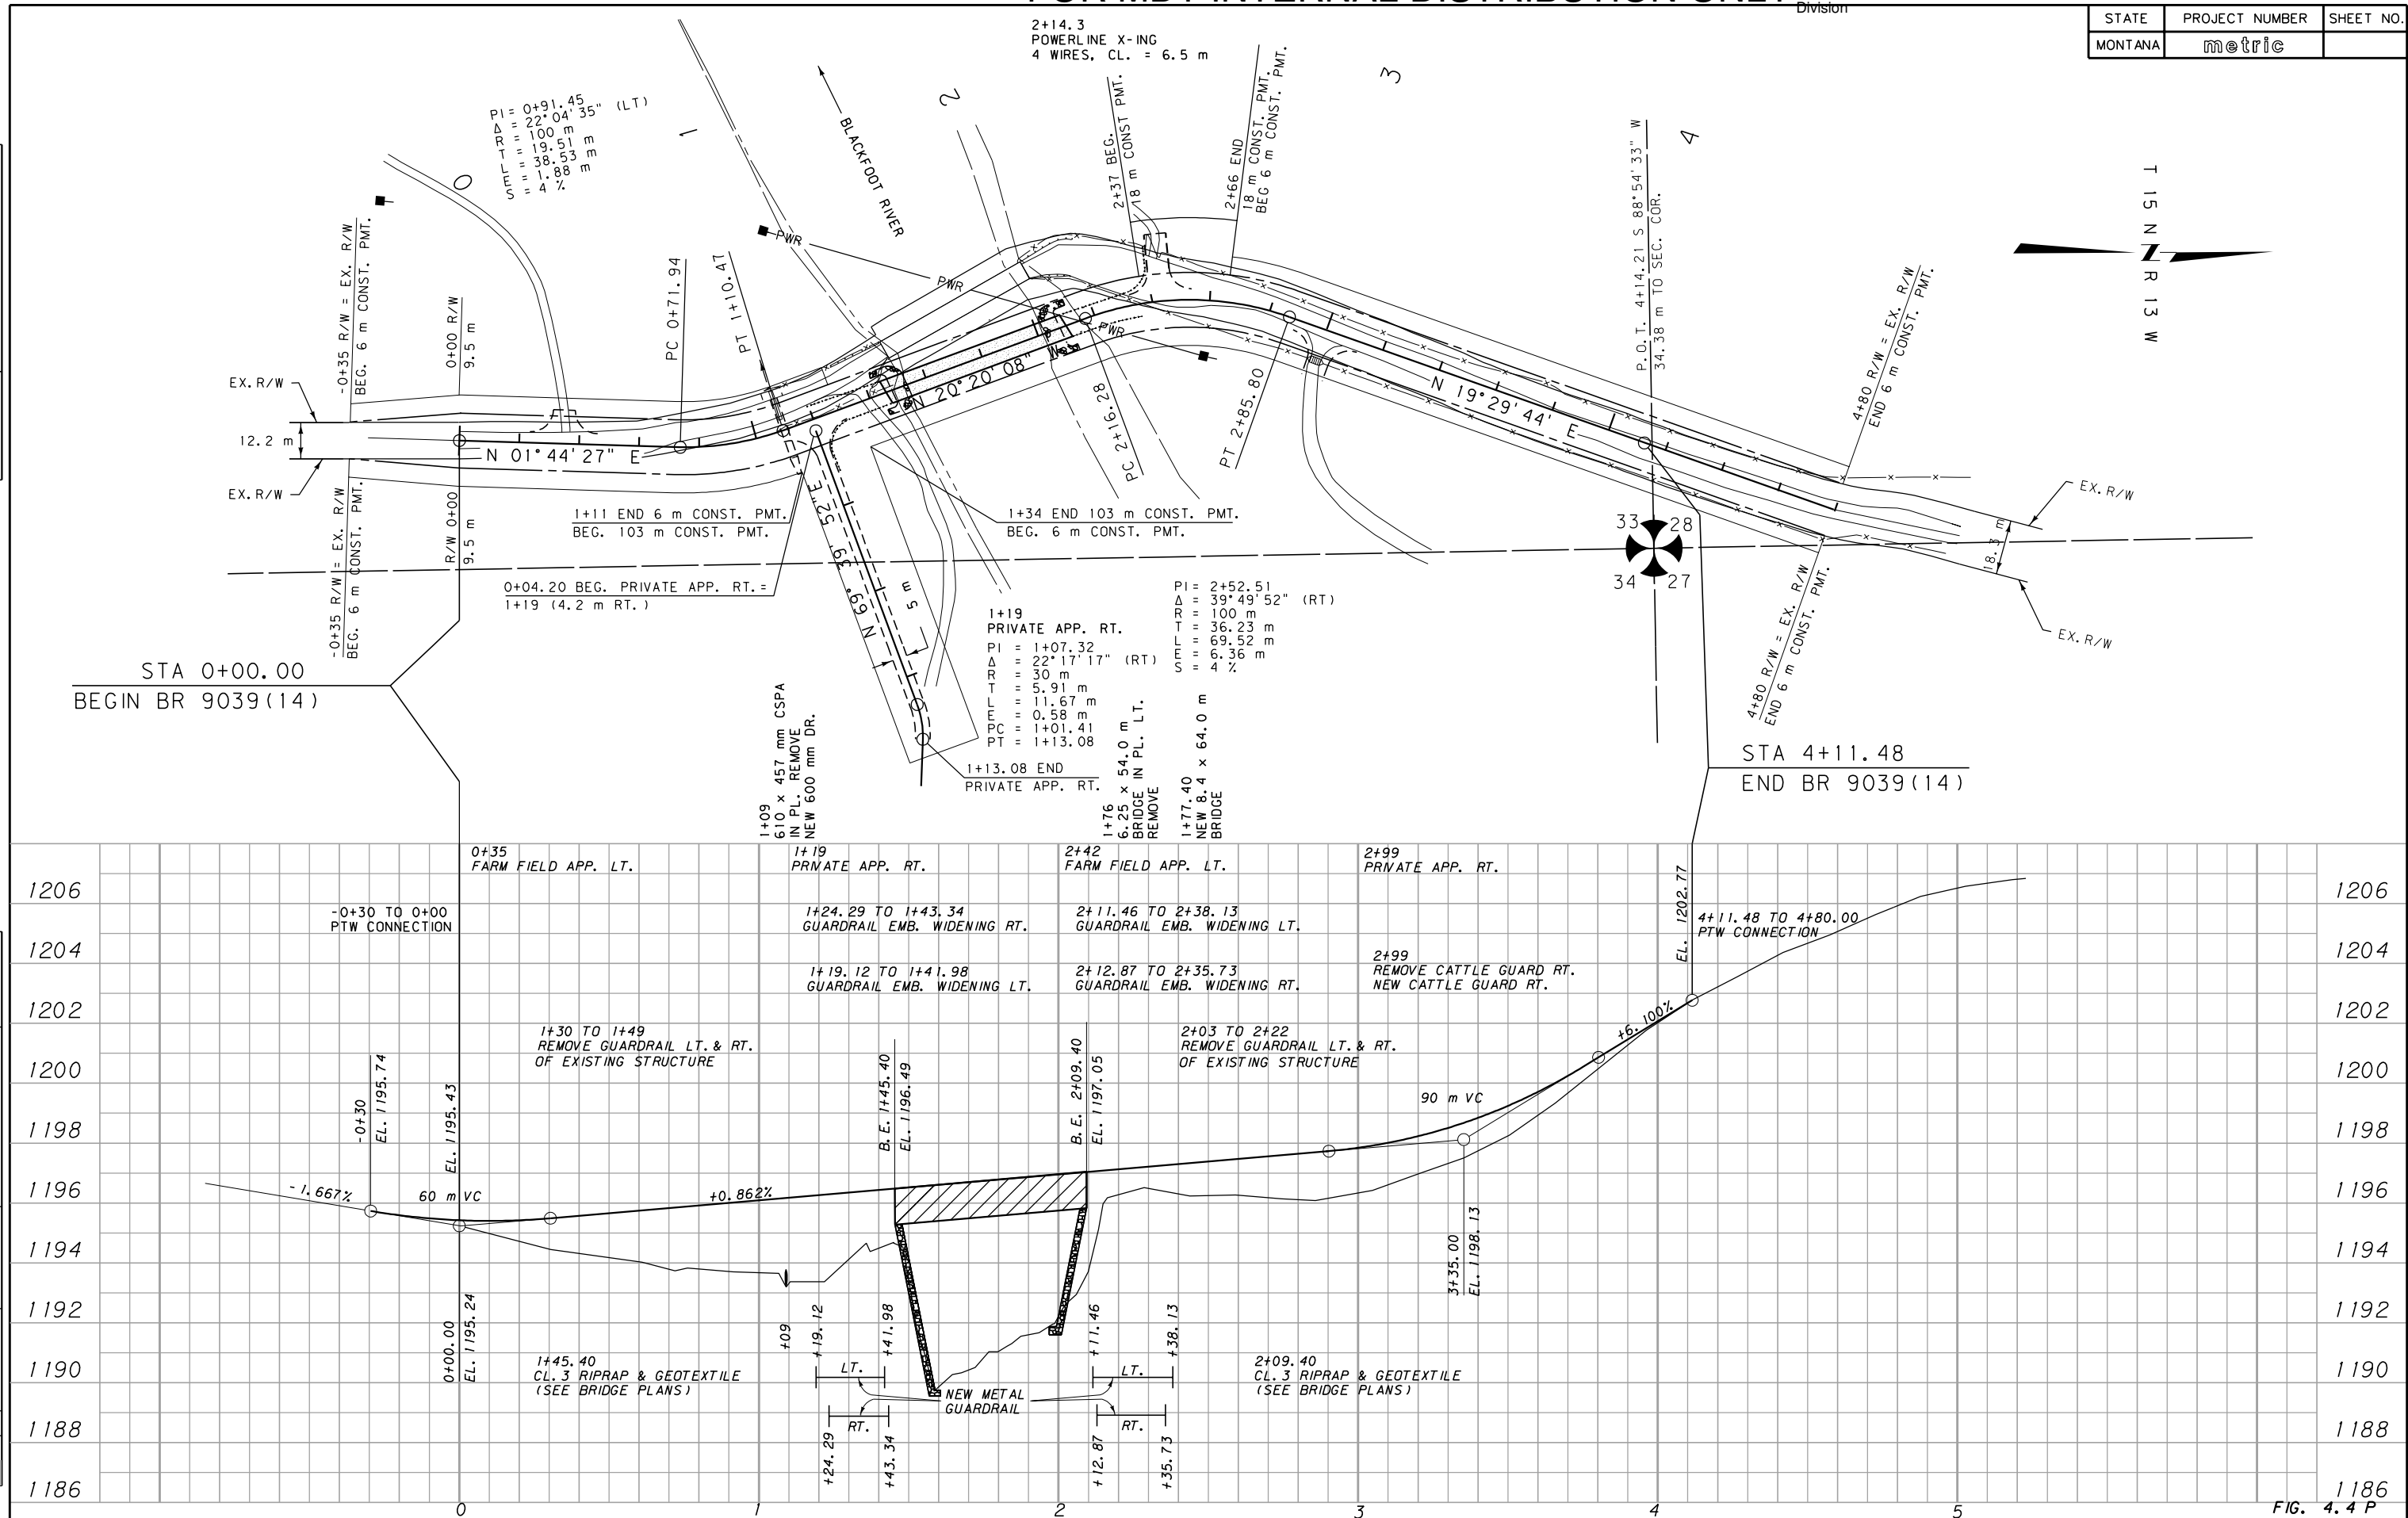 Division
STATE PROJECT NUMBER SHEET NO.
MONTANA metric
2+14.3
POWERLINE X-ING
4 WIRES, CL. = 6.5 m
PI = 0+91.45
Δ = 22°04'35" (LT)
R = 100 m
T = 19.51 m
L = 38.53 m
E = 1.88 m
S = 4 %
0
1
2
3
4
BLACKFOOT RIVER
2+37 BEG.
18 m CONST PMT.
2+66 END
18 m CONST. PMT.
BEG 6 m CONST. PMT.
P.O.T. 4+14.21 S 88°54'33" W
34.38 m TO SEC. COR.
T 15 N
R 13 W
N
-0+35 R/W = EX. R/W
BEG. 6 m CONST. PMT.
0+00 R/W
9.5 m
PC 0+71.94
PT 1+10.47
PWR
PWR
PWR
EX.R/W
12.2 m
EX.R/W
N 01°44'27" E
N 20°20'08" W
PC 2+16.28
PT 2+85.80
N 19°29'44' E
4+80 R/W = EX. R/W
END 6 m CONST. PMT.
EX.R/W
18.3 m
EX.R/W
-0+35 R/W = EX. R/W
BEG. 6 m CONST. PMT.
R/W 0+00
9.5 m
1+11 END 6 m CONST. PMT.
BEG. 103 m CONST. PMT.
1+34 END 103 m CONST. PMT.
BEG. 6 m CONST. PMT.
0+04.20 BEG. PRIVATE APP. RT.=
1+19 (4.2 m RT.)
N 69° 39' 52"E
5 m
33 28
34 27
4+80 R/W = EX. R/W
END 6 m CONST. PMT.
1+19
PRIVATE APP. RT.
PI = 1+07.32
Δ = 22°17'17" (RT)
R = 30 m
T = 5.91 m
L = 11.67 m
E = 0.58 m
PC = 1+01.41
PT = 1+13.08
PI= 2+52.51
Δ = 39°49'52" (RT)
R = 100 m
T = 36.23 m
L = 69.52 m
E = 6.36 m
S = 4 %
STA 0+00.00
BEGIN BR 9039(14)
1+13.08 END
PRIVATE APP. RT.
STA 4+11.48
END BR 9039(14)
1+09
610 x 457 mm CSPA
IN PL. REMOVE
NEW 600 mm DR.
1+76
6.25 x 54.0 m
BRIDGE IN PL. LT.
REMOVE
1+77.40
NEW 8.4 x 64.0 m
BRIDGE
0+35
FARM FIELD APP. LT.
1+19
PRIVATE APP. RT.
2+42
FARM FIELD APP. LT.
2+99
PRIVATE APP. RT.
1206 1206
-0+30 TO 0+00
PTW CONNECTION
1+24.29 TO 1+43.34
GUARDRAIL EMB. WIDENING RT.
2+11.46 TO 2+38.13
GUARDRAIL EMB. WIDENING LT.
EL. 1202.77
4+11.48 TO 4+80.00
PTW CONNECTION
1204 1204
1+19.12 TO 1+41.98
GUARDRAIL EMB. WIDENING LT.
2+12.87 TO 2+35.73
GUARDRAIL EMB. WIDENING RT.
2+99
REMOVE CATTLE GUARD RT.
NEW CATTLE GUARD RT.
1202 1202
1+30 TO 1+49
REMOVE GUARDRAIL LT.& RT.
OF EXISTING STRUCTURE
2+03 TO 2+22
REMOVE GUARDRAIL LT.& RT.
OF EXISTING STRUCTURE
+6.100%
1200 1200
-0+30
EL. 1195.74
EL. 1195.43
B.E. 1+45.40
EL. 1196.49
B.E. 2+09.40
EL. 1197.05
90 m VC
1198 1198
-1.667%
60 m VC
+0.862%
1196 1196
1194 1194
3+35.00
EL. 1198.13
1192 1192
0+00.00
EL. 1195.24
+09
+19.12
+41.98
+11.46
+38.13
1190 1190
1+45.40
CL.3 RIPRAP & GEOTEXTILE
(SEE BRIDGE PLANS)
LT.
LT.
NEW METAL
GUARDRAIL
RT.
RT.
2+09.40
CL.3 RIPRAP & GEOTEXTILE
(SEE BRIDGE PLANS)
1188 1188
+24.29
+43.34
+12.87
+35.73
1186 1186
0 1 2 3 4 5
FIG. 4.4 P